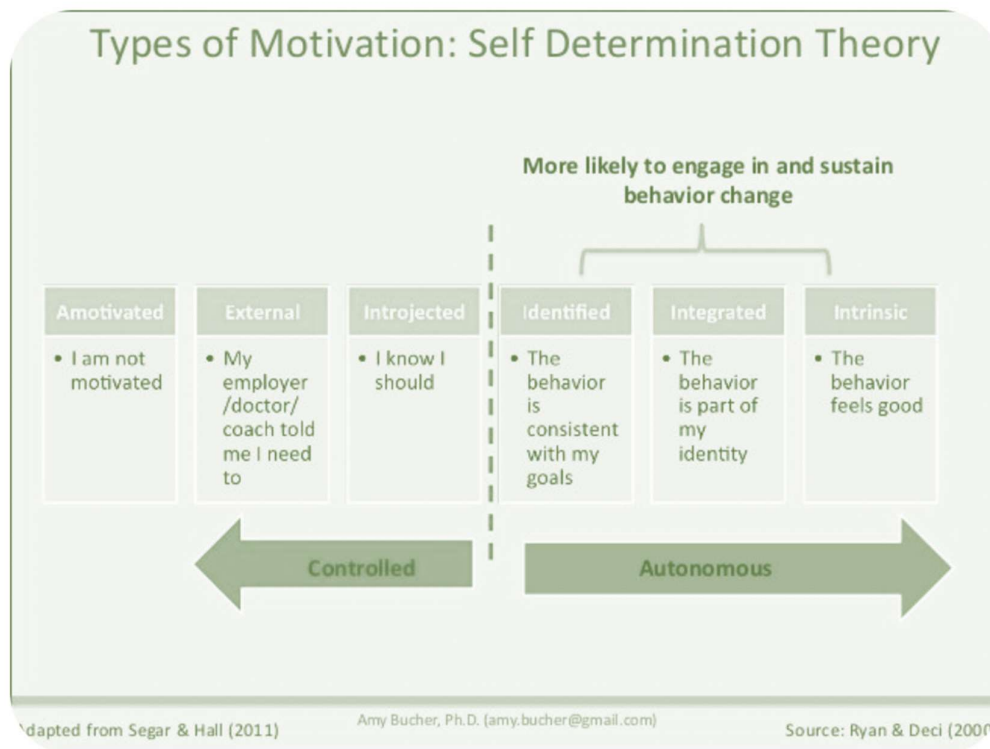 Types of Motivation: Self Determination Theory
More likely to engage in and sustain
behavior change
Amotivated
• I am not
motivated
External
• My
employer
/doctor/
coach told
me I need
to
Introjected
• I know I
should
Identified
• The
behavior
is
consistent
with my
goals
Integrated
• The
behavior
is part of
my
identity
Intrinsic
• The
behavior
feels good
Controlled
Autonomous
dapted from Segar & Hall (2011)
Amy Bucher, Ph.D. (amy.bucher@gmail.com)
Source: Ryan & Deci (2000